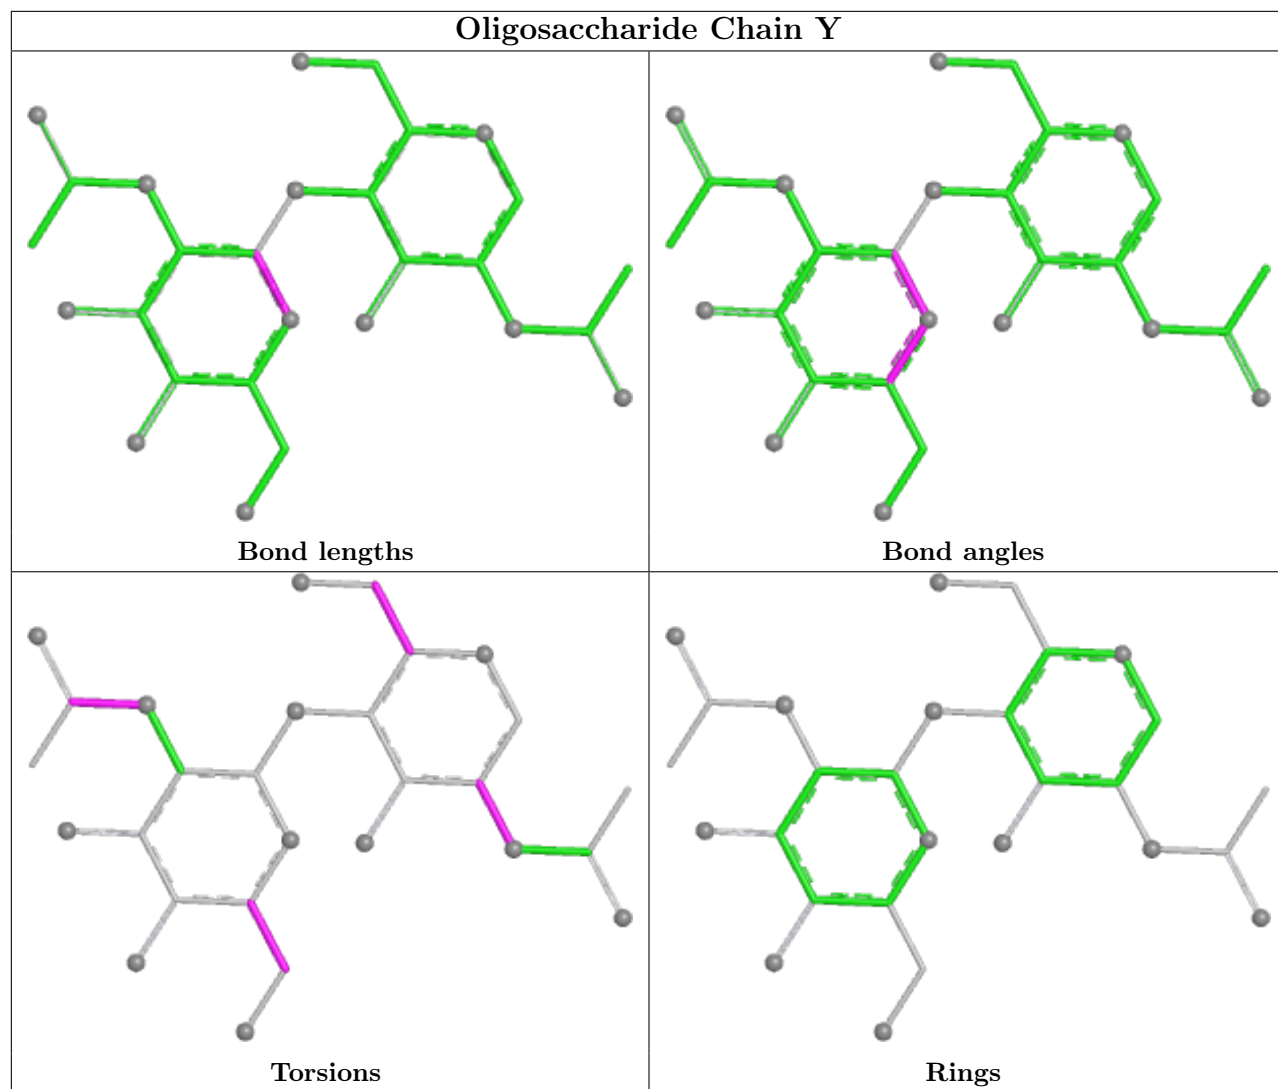 Oligosaccharide Chain Y
Bond lengths
Bond angles
Torsions
Rings